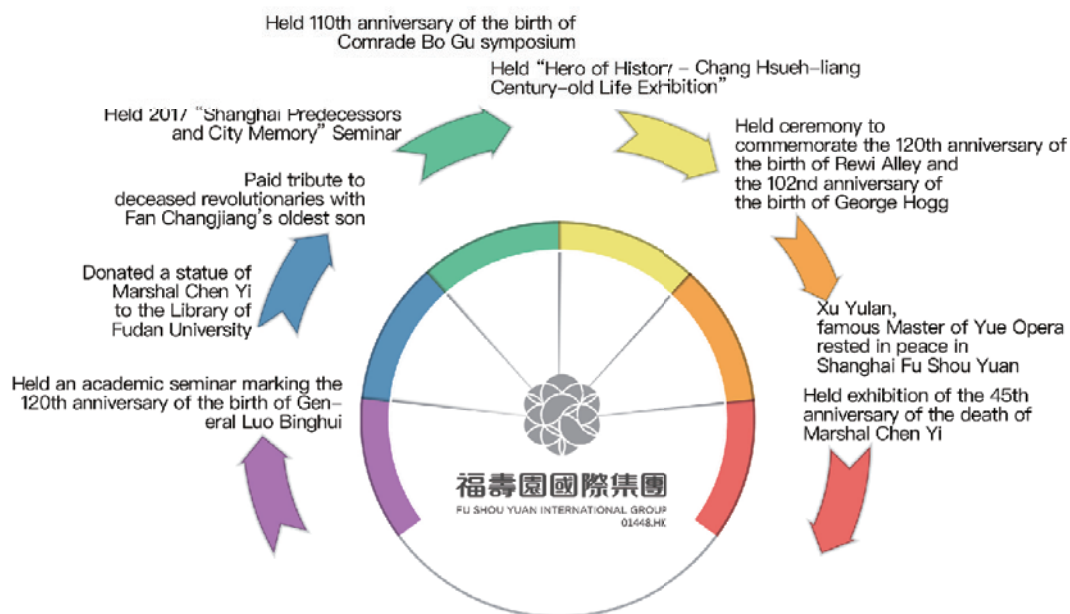 Held 110th anniversary of the birth of
Comrade Bo Gu symposium
Held “Hero of History – Chang Hsueh-liang
Century-old Life Exhibition”
Held 2017 “Shanghai Predecessors
and City Memory” Seminar
Held ceremony to
commemorate the 120th anniversary of
the birth of Rewi Alley and
the 102nd anniversary of
the birth of George Hogg
Paid tribute to
deceased revolutionaries with
Fan Changjiang’s oldest son
Donated a statue of
Marshal Chen Yi
to the Library of
Fudan University
Xu Yulan,
famous Master of Yue Opera
rested in peace in
Shanghai Fu Shou Yuan
Held an academic seminar marking the
120th anniversary of the birth of Gen-
eral Luo Binghui
Held exhibition of the 45th
anniversary of the death of
Marshal Chen Yi
福壽園國際集團
FU SHOU YUAN INTERNATIONAL GROUP
01448.HK